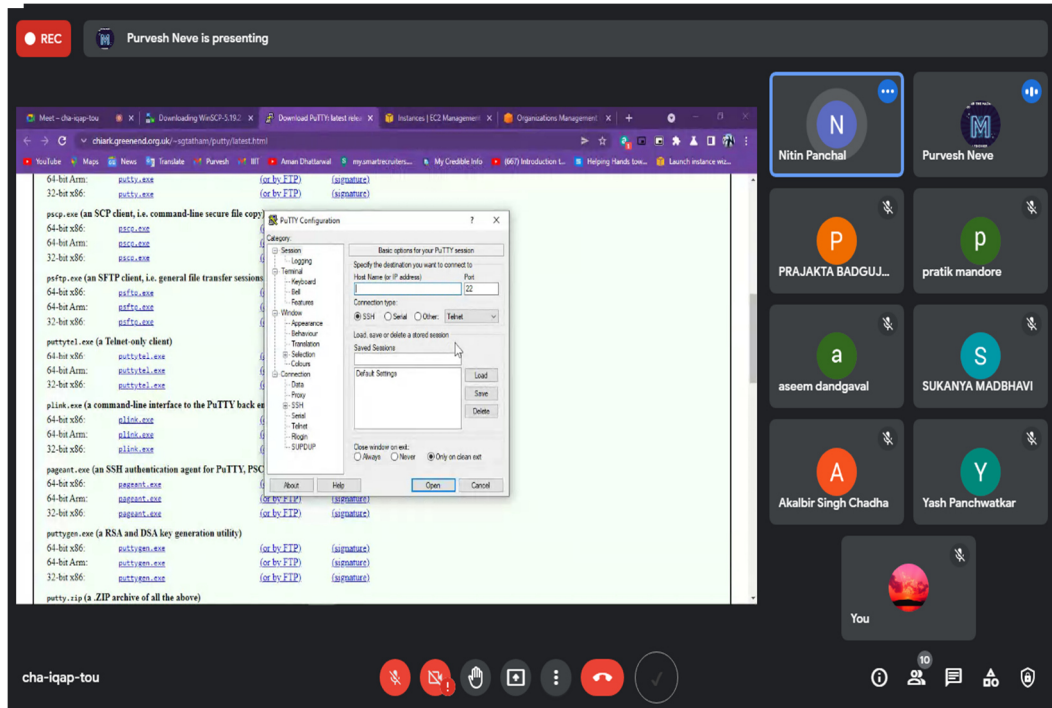 REC
Purvesh Neve is presenting
Meet – cha-iqap-tou
Downloading WinSCP-5.19.2
Download PuTTY: latest relea
Instances | EC2 Management
Organizations Management
chiark.greenend.org.uk/~sgtatham/putty/latest.html
YouTube Maps News Translate Purvesh IIIT Aman Dhattarwal myamartrecruiters... My Credible Info (667) Introduction t... Helping Hands tow... Launch instance wiz...
64-bit Arm: putty.exe (or by FTP) (signature)
32-bit x86: putty.exe (or by FTP) (signature)
pscp.exe (an SCP client, i.e. command-line secure file copy)
64-bit x86: pscp.exe
64-bit Arm: pscp.exe
32-bit x86: pscp.exe
psftp.exe (an SFTP client, i.e. general file transfer sessions
64-bit x86: psftp.exe
64-bit Arm: psftp.exe
32-bit x86: psftp.exe
puttytel.exe (a Telnet-only client)
64-bit x86: puttytel.exe
64-bit Arm: puttytel.exe
32-bit x86: puttytel.exe
plink.exe (a command-line interface to the PuTTY back en
64-bit x86: plink.exe
64-bit Arm: plink.exe
32-bit x86: plink.exe
pageant.exe (an SSH authentication agent for PuTTY, PSC
64-bit x86: pageant.exe
64-bit Arm: pageant.exe (or by FTP) (signature)
32-bit x86: pageant.exe (or by FTP) (signature)
puttygen.exe (a RSA and DSA key generation utility)
64-bit x86: puttygen.exe (or by FTP) (signature)
64-bit Arm: puttygen.exe (or by FTP) (signature)
32-bit x86: puttygen.exe (or by FTP) (signature)
putty.zip (a .ZIP archive of all the above)
PuTTY Configuration ? X
Category:
Session
Logging
Terminal
Keyboard
Bell
Features
Window
Appearance
Behaviour
Translation
Selection
Colours
Connection
Data
Proxy
SSH
Serial
Telnet
Rlogin
SUPDUP
Basic options for your PuTTY session
Specify the destination you want to connect to
Host Name (or IP address) Port
22
Connection type:
SSH Serial Other: Telnet
Load, save or delete a stored session
Saved Sessions
Default Settings
Load
Save
Delete
Close window on exit:
Always Never Only on clean exit
About Help Open Cancel
N
Nitin Panchal
M
Purvesh Neve
P
PRAJAKTA BADGUJ...
p
pratik mandore
a
aseem dandgaval
S
SUKANYA MADBHAVI
A
Akalbir Singh Chadha
Y
Yash Panchwatkar
You
cha-iqap-tou
10